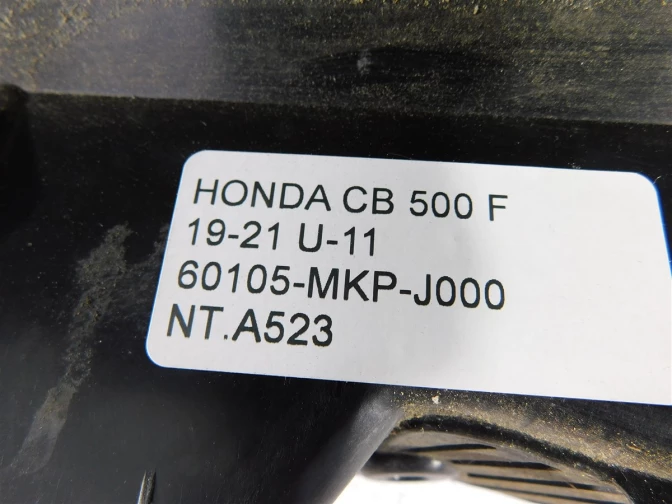 HONDA CB 500 F
19-21 U-11
60105-MKP-J000
NT.A523